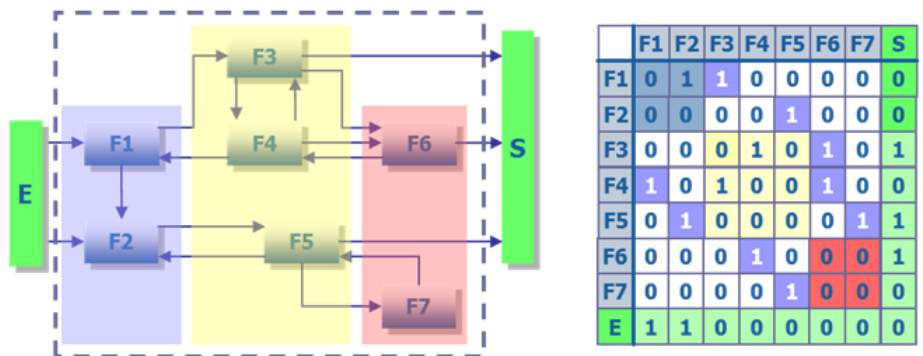 F3
F1
F4
F6
E
S
F2
F5
F7
F1 F2 F3 F4 F5 F6 F7 S
F1 0 1 1 0 0 0 0 0
F2 0 0 0 0 1 0 0 0
F3 0 0 0 1 0 1 0 1
F4 1 0 1 0 0 1 0 0
F5 0 1 0 0 0 0 1 1
F6 0 0 0 1 0 0 0 1
F7 0 0 0 0 1 0 0 0
E 1 1 0 0 0 0 0 0